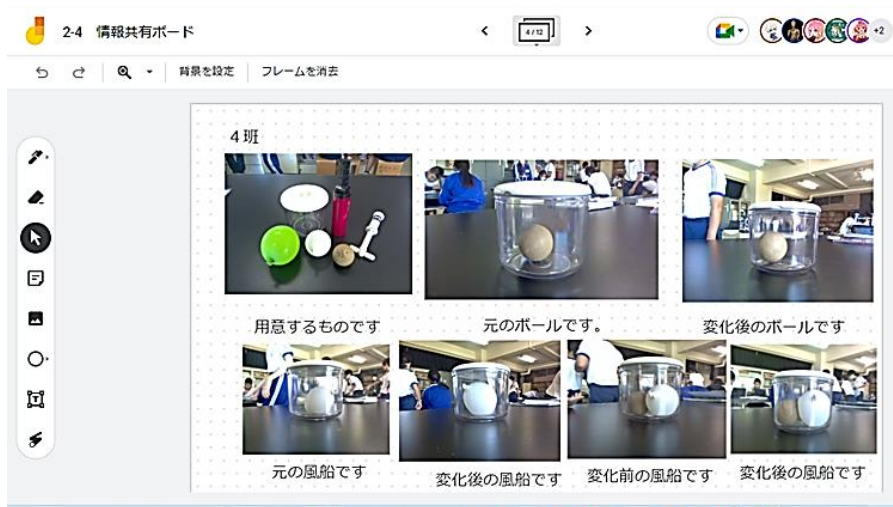 2-4 情報共有ボード
4 / 12
+2
背景を設定
フレームを消去
4班
用意するものです
元のボールです。
変化後のボールです
元の風船です
変化後の風船です
変化前の風船です
変化後の風船です